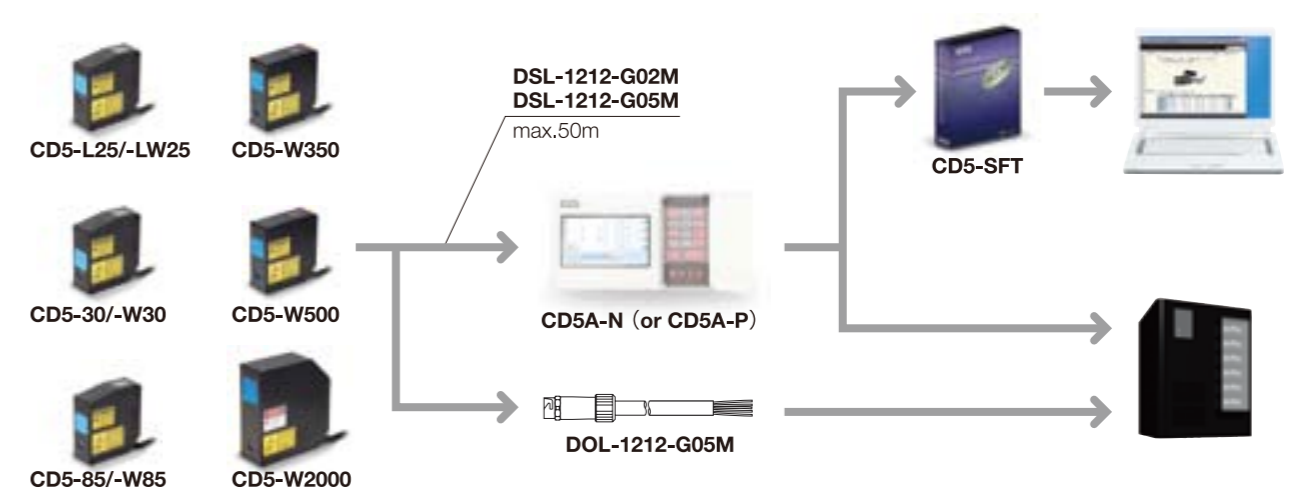 DSL-1212-G02M
DSL-1212-G05M
max.50m
CD5-L25/-LW25
CD5-W350
CD5-SFT
CD5-30/-W30
CD5-W500
CD5A-N（or CD5A-P）
DOL-1212-G05M
CD5-85/-W85
CD5-W2000